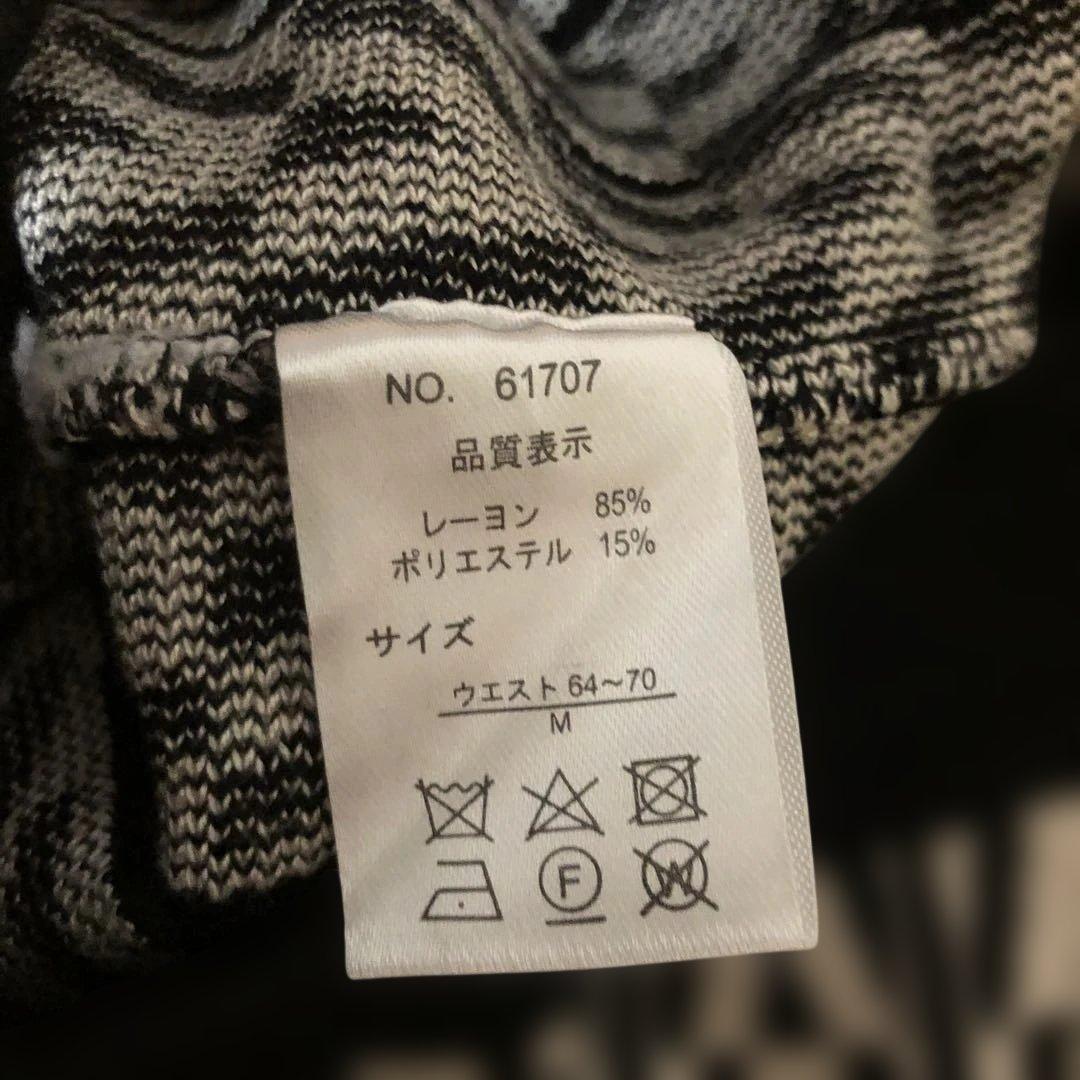 NO. 61707
品質表示
レーヨン 85%
ポリエステル 15%
サイズ
ウエスト 64～70
M
F W